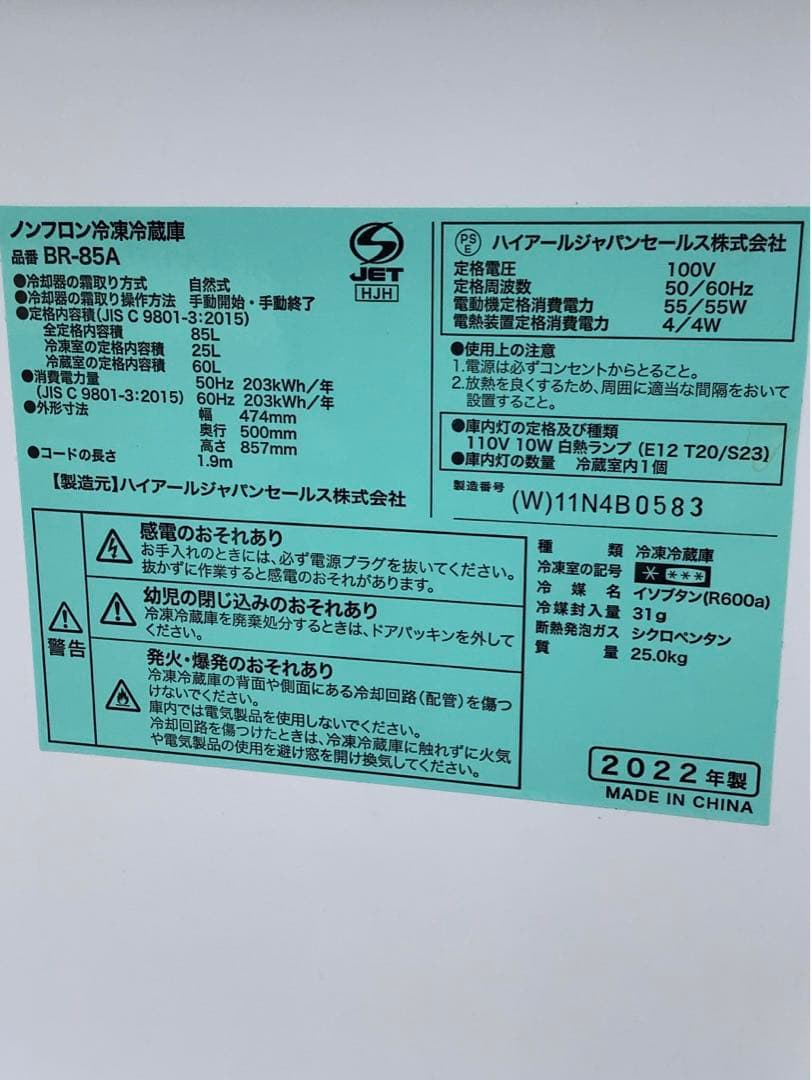 ノンフロン冷凍冷蔵庫
品番 BR-85A
JET
HJH
●冷却器の霜取り方式 自然式
●冷却器の霜取り操作方法 手動開始・手動終了
●定格内容積(JIS C 9801-3:2015)
全定格内容積 85L
冷凍室の定格内容積 25L
冷蔵室の定格内容積 60L
●消費電力量 50Hz 203kWh/年
(JIS C 9801-3:2015) 60Hz 203kWh/年
●外形寸法 幅 474mm
奥行 500mm
高さ 857mm
●コードの長さ 1.9m
【製造元】ハイアールジャパンセールス株式会社
PSE ハイアールジャパンセールス株式会社
定格電圧 100V
定格周波数 50/60Hz
電動機定格消費電力 55/55W
電熱装置定格消費電力 4/4W
●使用上の注意
1.電源は必ずコンセントからとること。
2.放熱を良くするため、周囲に適当な間隔をおいて
設置すること。
●庫内灯の定格及び種類
110V 10W 白熱ランプ (E12 T20/S23)
●庫内灯の数量 冷蔵室内1個
製造番号
(W)11N4B0583
警告
感電のおそれあり
お手入れのときには、必ず電源プラグを抜いてください。
抜かずに作業すると感電のおそれがあります。
幼児の閉じ込みのおそれあり
冷凍冷蔵庫を廃棄処分するときは、ドアパッキンを外して
ください。
発火・爆発のおそれあり
冷凍冷蔵庫の背面や側面にある冷却回路(配管)を傷つ
けないでください。
庫内では電気製品を使用しないでください。
冷却回路を傷つけたときは、冷凍冷蔵庫に触れずに火気
や電気製品の使用を避け窓を開け換気してください。
種類 冷凍冷蔵庫
冷凍室の記号 * ***
冷媒名 イソブタン(R600a)
冷媒封入量 31g
断熱発泡ガス シクロペンタン
質量 25.0kg
2022年製
MADE IN CHINA